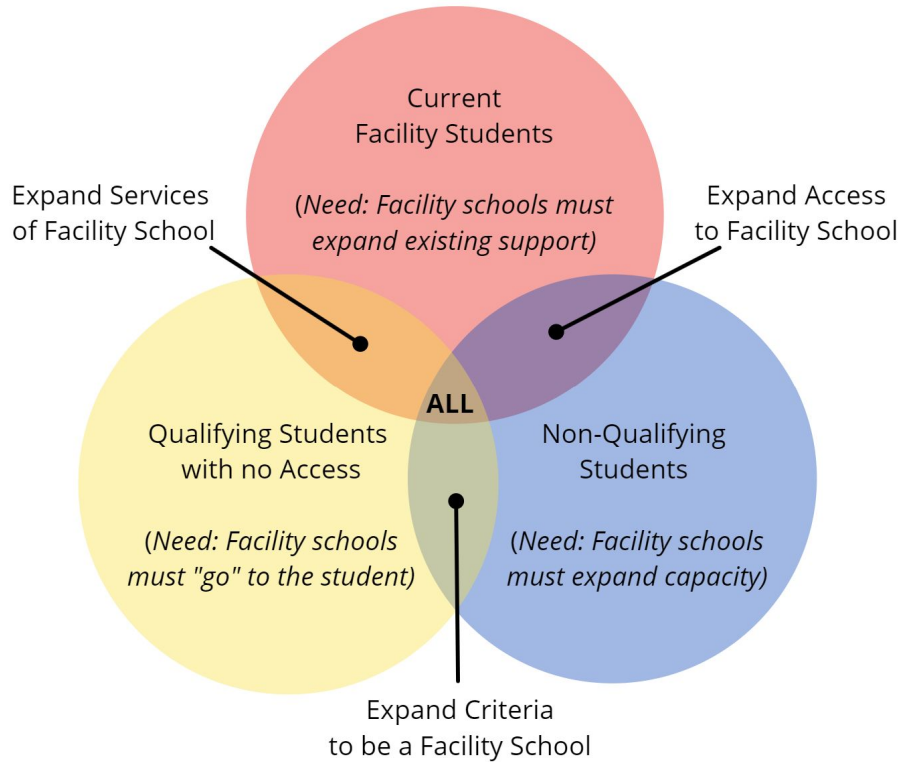 Current
Facility Students
(Need: Facility schools must
expand existing support)
Expand Services
of Facility School
Expand Access
to Facility School
ALL
Qualifying Students
with no Access
(Need: Facility schools
must "go" to the student)
Non-Qualifying
Students
(Need: Facility schools
must expand capacity)
Expand Criteria
to be a Facility School